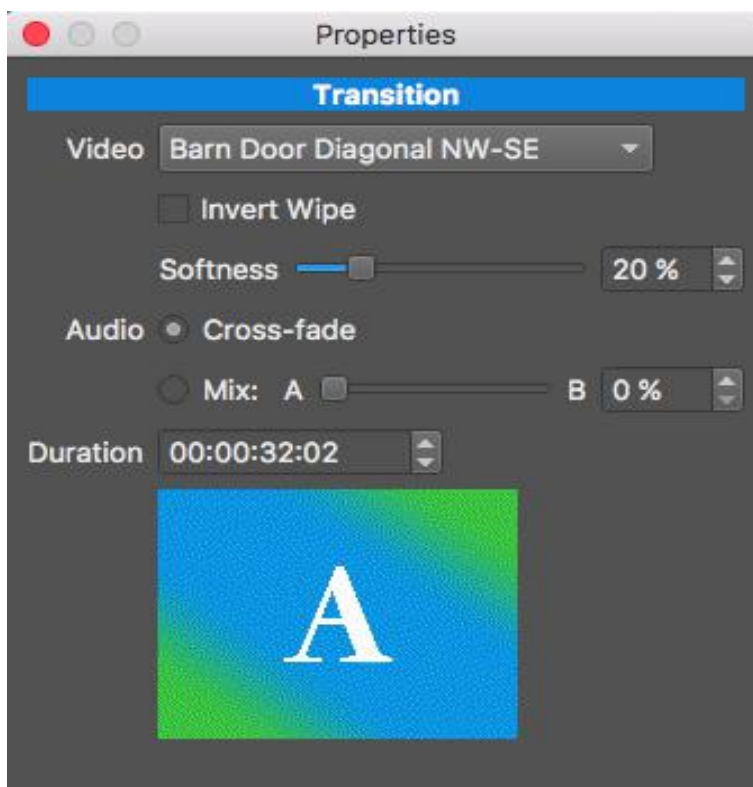 Properties
Transition
Video Barn Door Diagonal NW-SE
Invert Wipe
Softness 20 %
Audio Cross-fade
Mix: A B 0 %
Duration 00:00:32:02
A